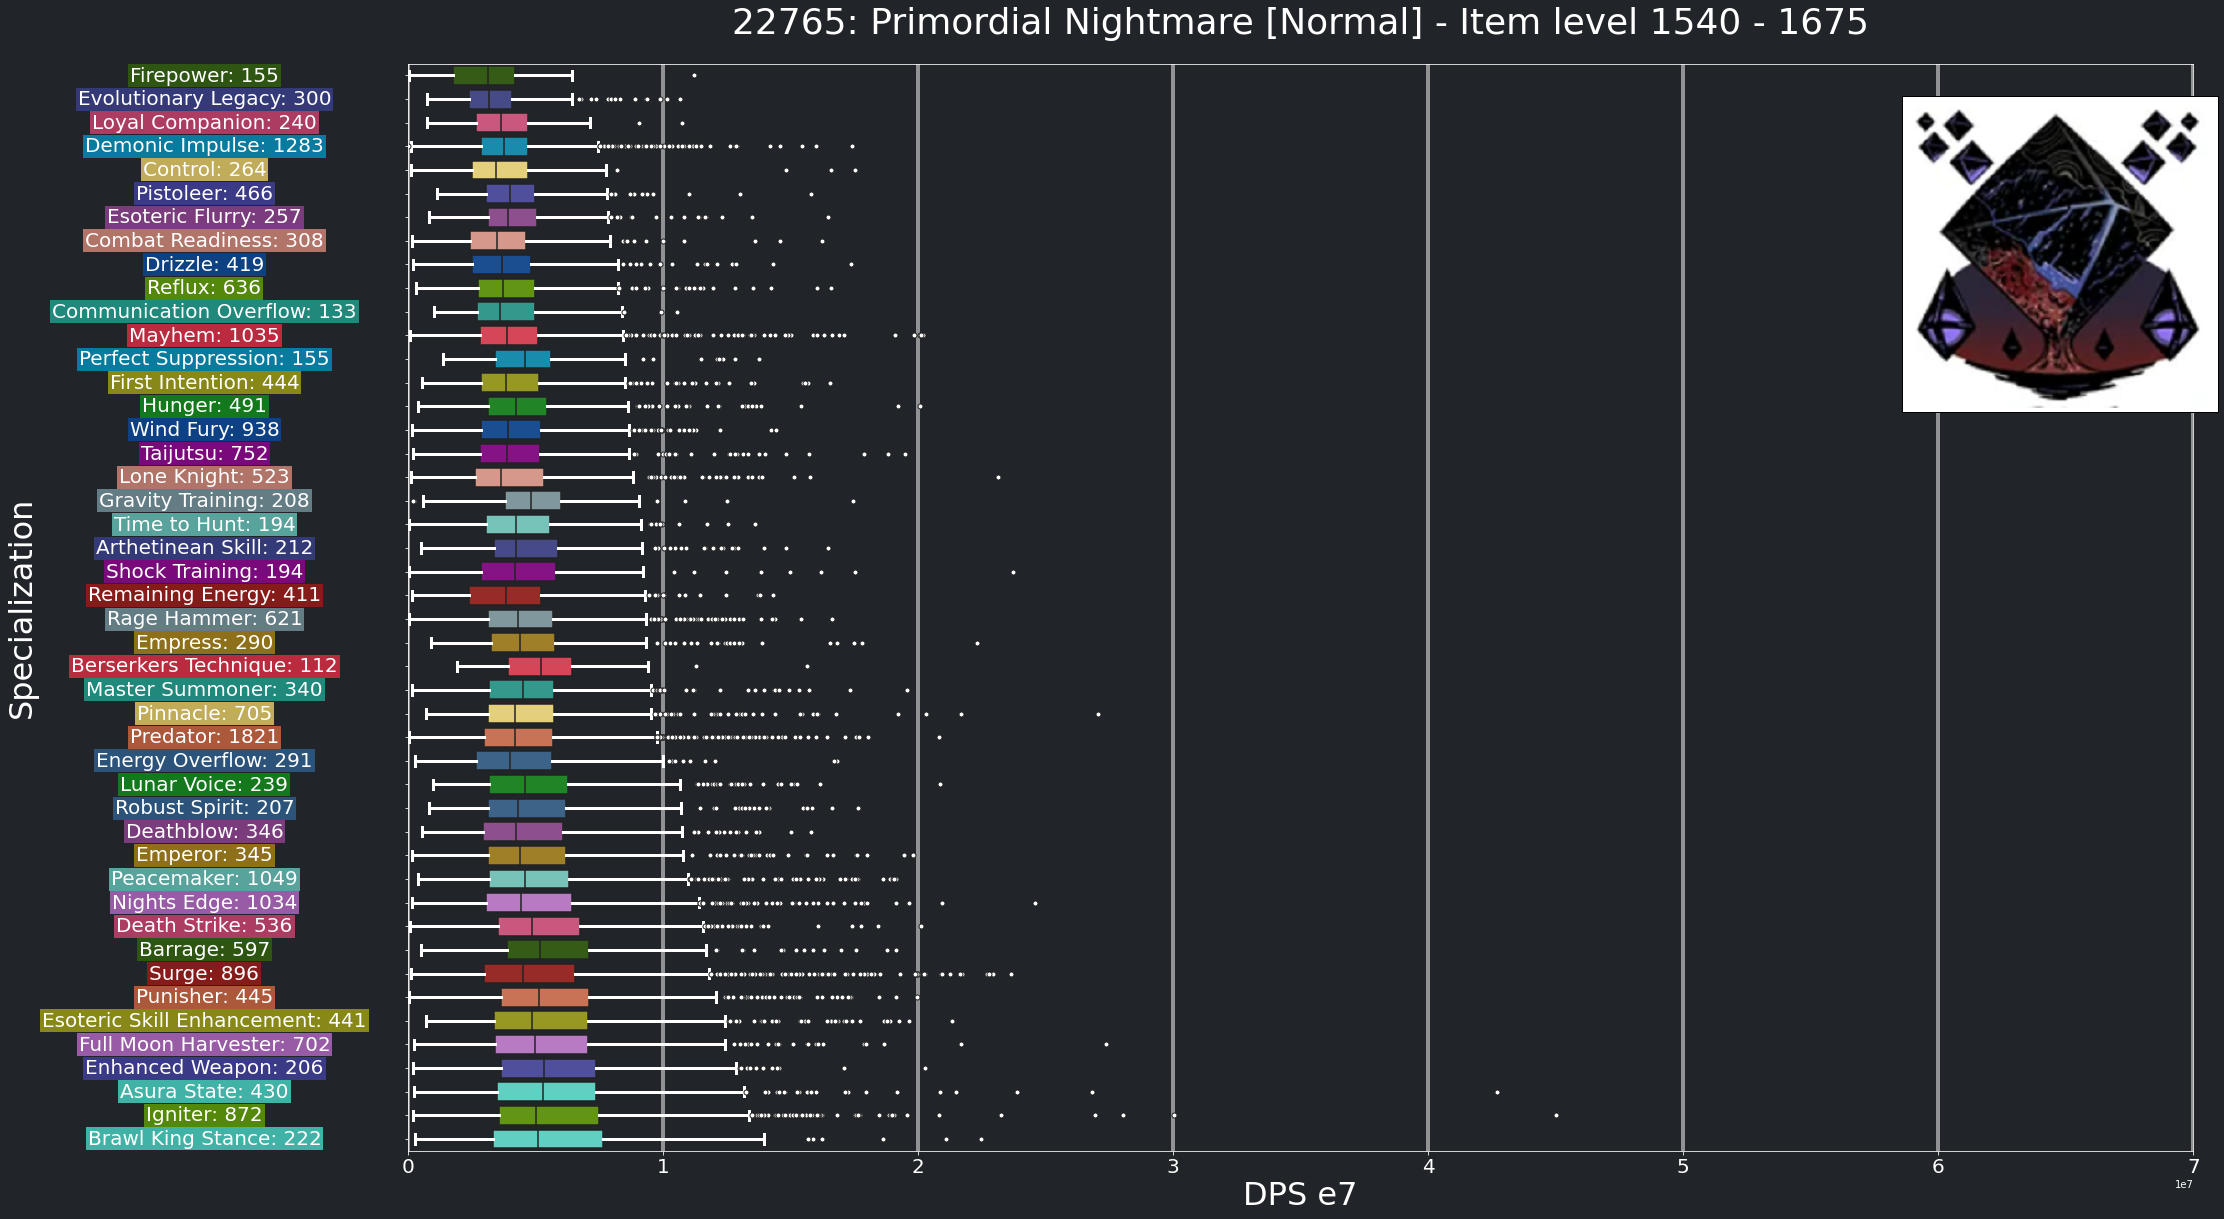 22765: Primordial Nightmare [Normal] - Item level 1540 - 1675
Specialization
Firepower: 155
Evolutionary Legacy: 300
Loyal Companion: 240
Demonic Impulse: 1283
Control: 264
Pistoleer: 466
Esoteric Flurry: 257
Combat Readiness: 308
Drizzle: 419
Reflux: 636
Communication Overflow: 133
Mayhem: 1035
Perfect Suppression: 155
First Intention: 444
Hunger: 491
Wind Fury: 938
Taijutsu: 752
Lone Knight: 523
Gravity Training: 208
Time to Hunt: 194
Arthetinean Skill: 212
Shock Training: 194
Remaining Energy: 411
Rage Hammer: 621
Empress: 290
Berserkers Technique: 112
Master Summoner: 340
Pinnacle: 705
Predator: 1821
Energy Overflow: 291
Lunar Voice: 239
Robust Spirit: 207
Deathblow: 346
Emperor: 345
Peacemaker: 1049
Nights Edge: 1034
Death Strike: 536
Barrage: 597
Surge: 896
Punisher: 445
Esoteric Skill Enhancement: 441
Full Moon Harvester: 702
Enhanced Weapon: 206
Asura State: 430
Igniter: 872
Brawl King Stance: 222
0 1 2 3 4 5 6 7
1e7
DPS e7